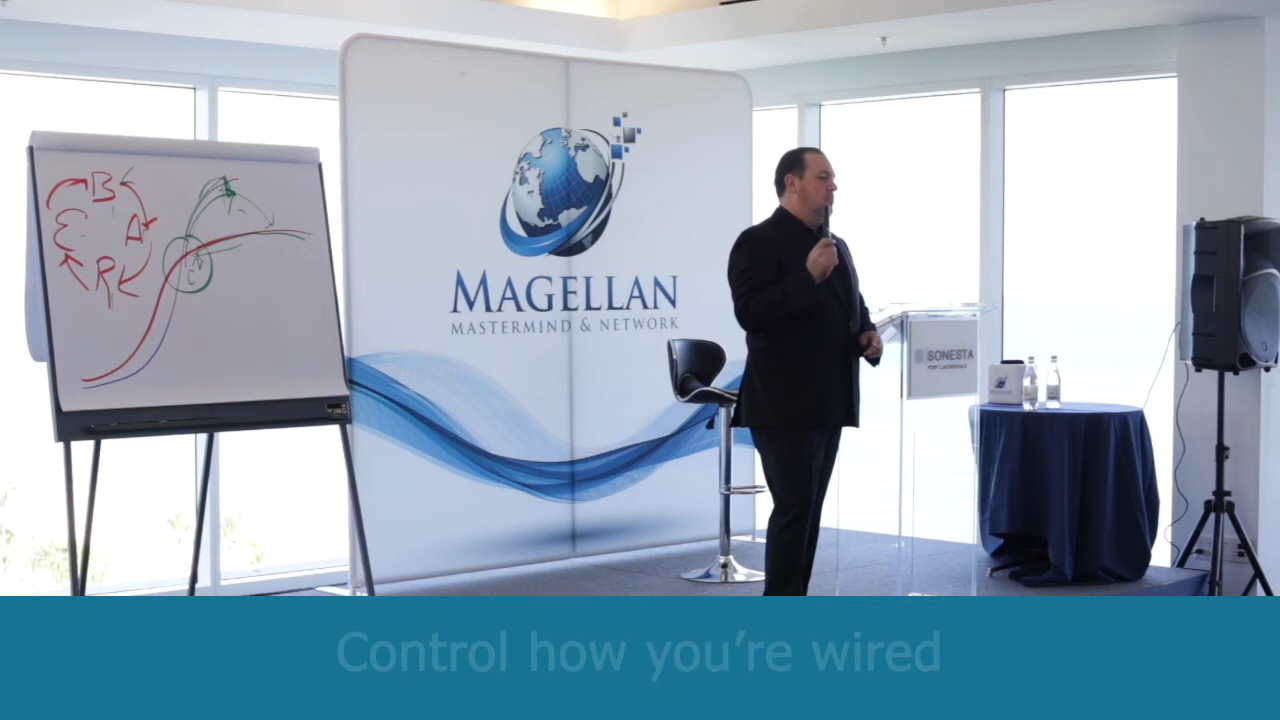 B
E
A
R
C
MAGELLAN
MASTERMIND & NETWORK
SONESTA
FORT LAUDERDALE
Control how you’re wired